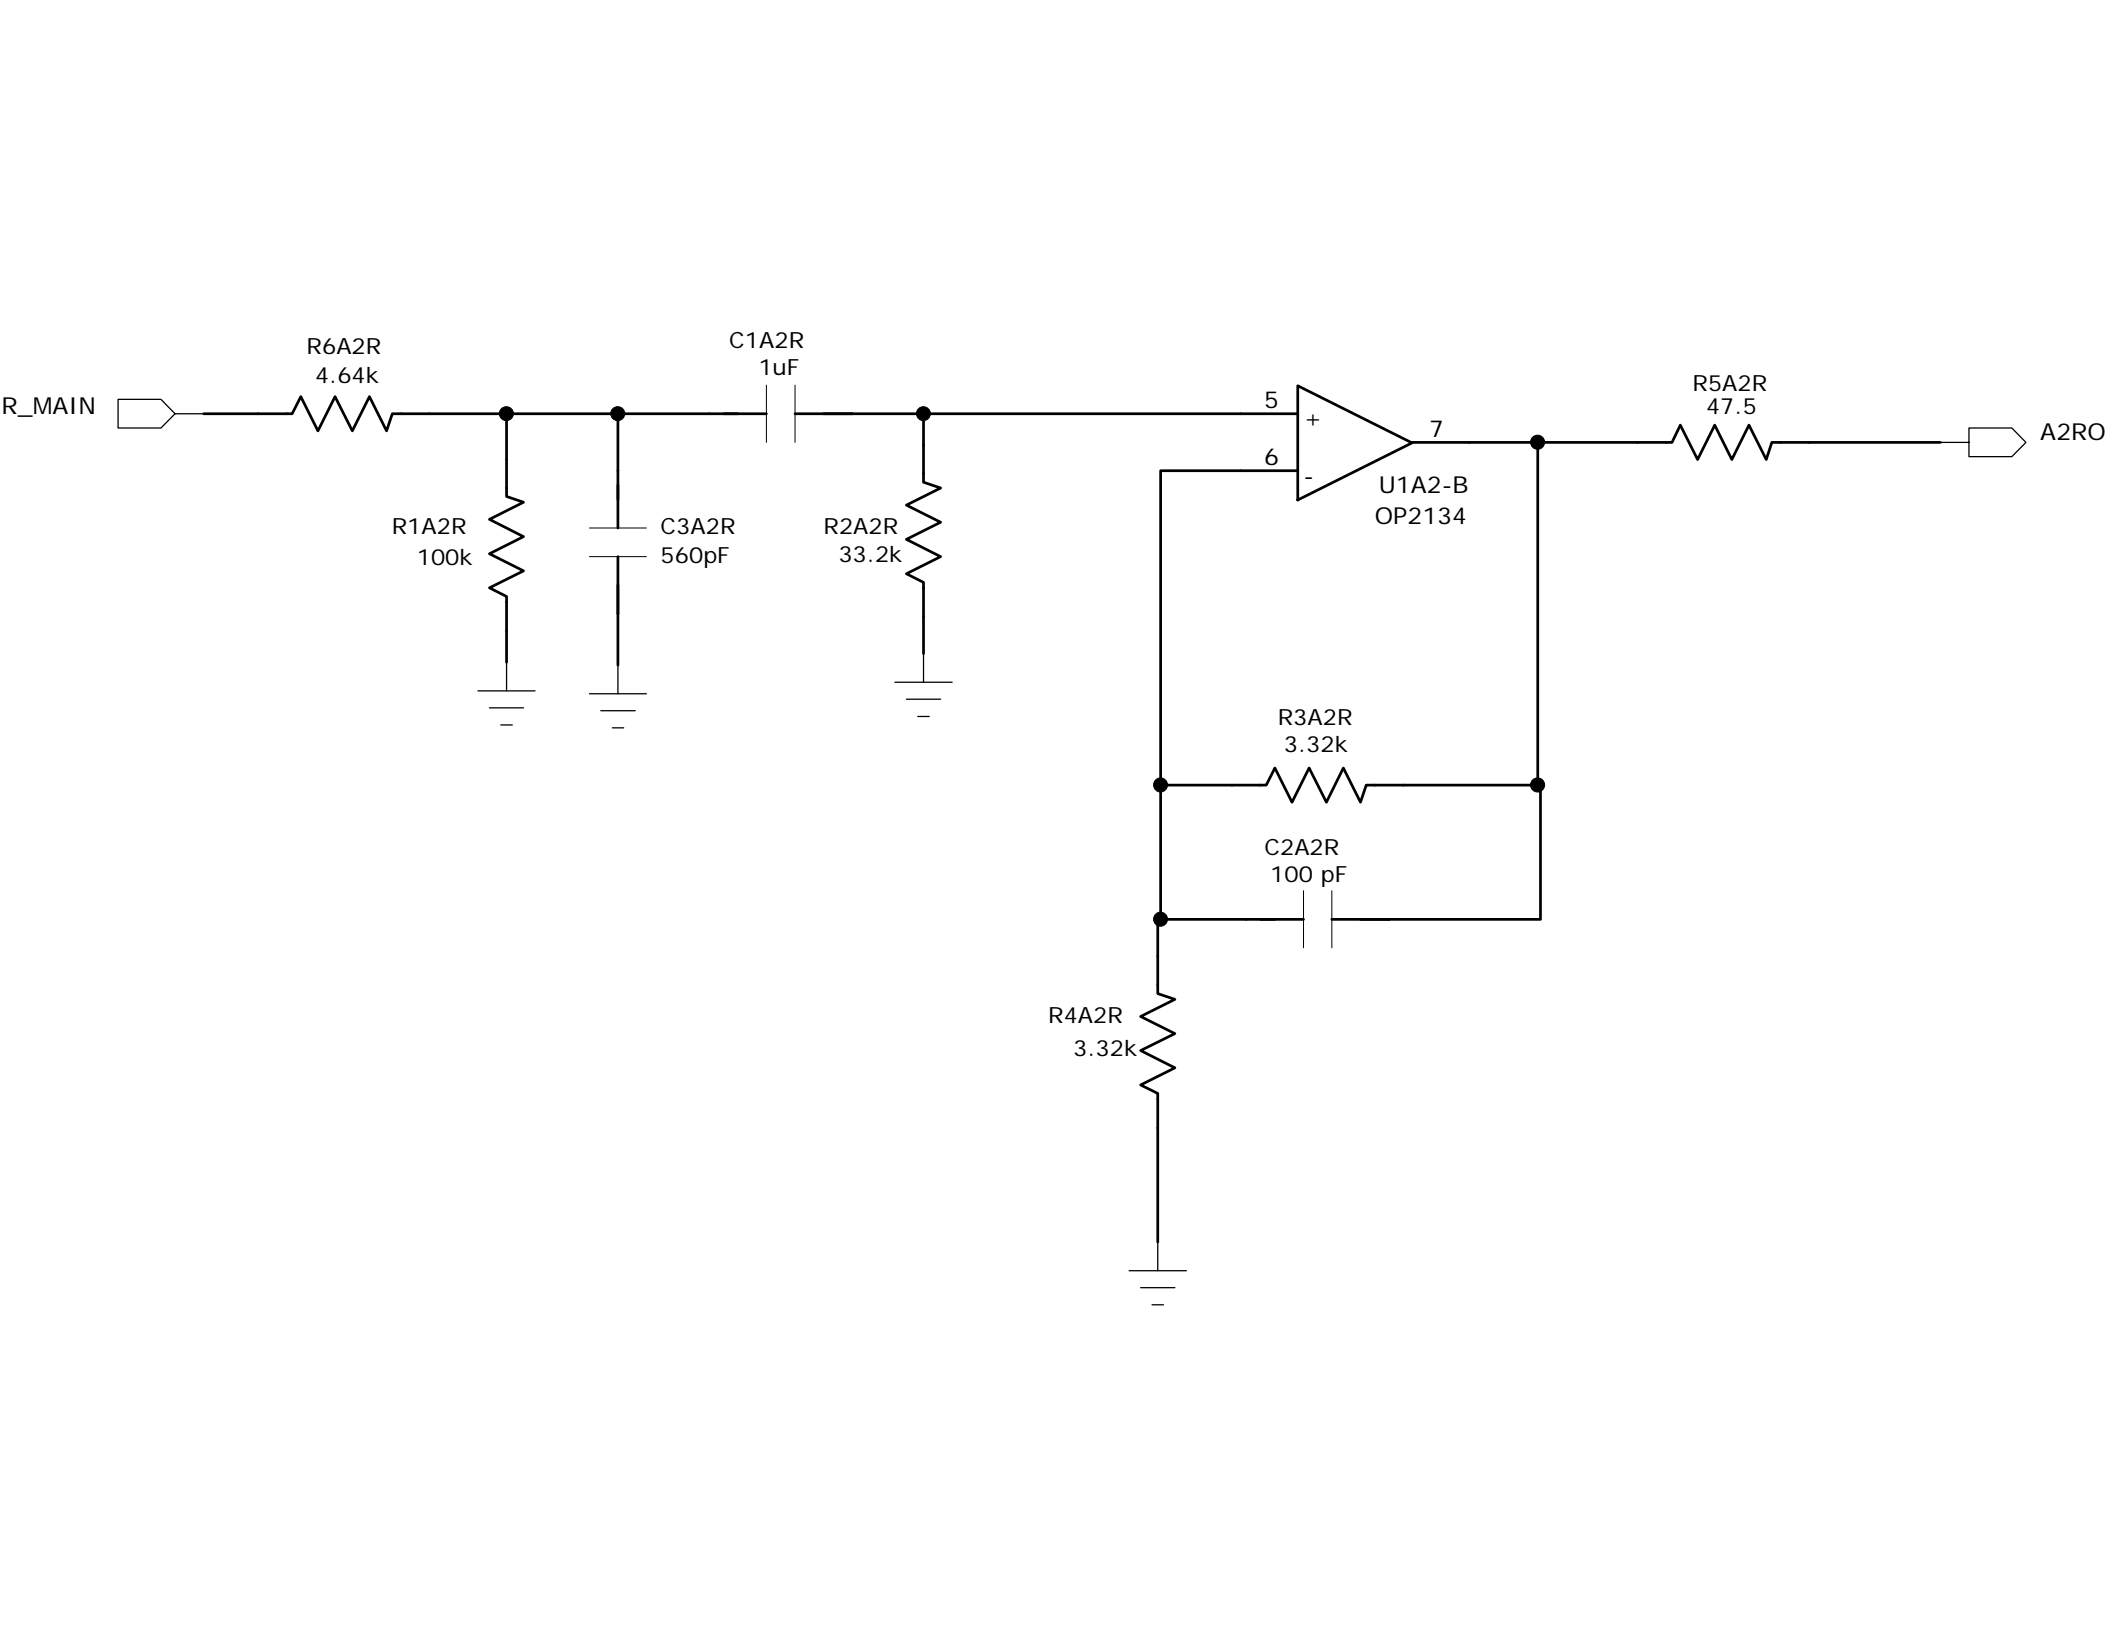 R_MAIN
R6A2R
4.64k
R1A2R
100k
C3A2R
560pF
C1A2R
1uF
R2A2R
33.2k
5
+
6
-
7
U1A2-B
OP2134
R5A2R
47.5
A2RO
R3A2R
3.32k
C2A2R
100 pF
R4A2R
3.32k